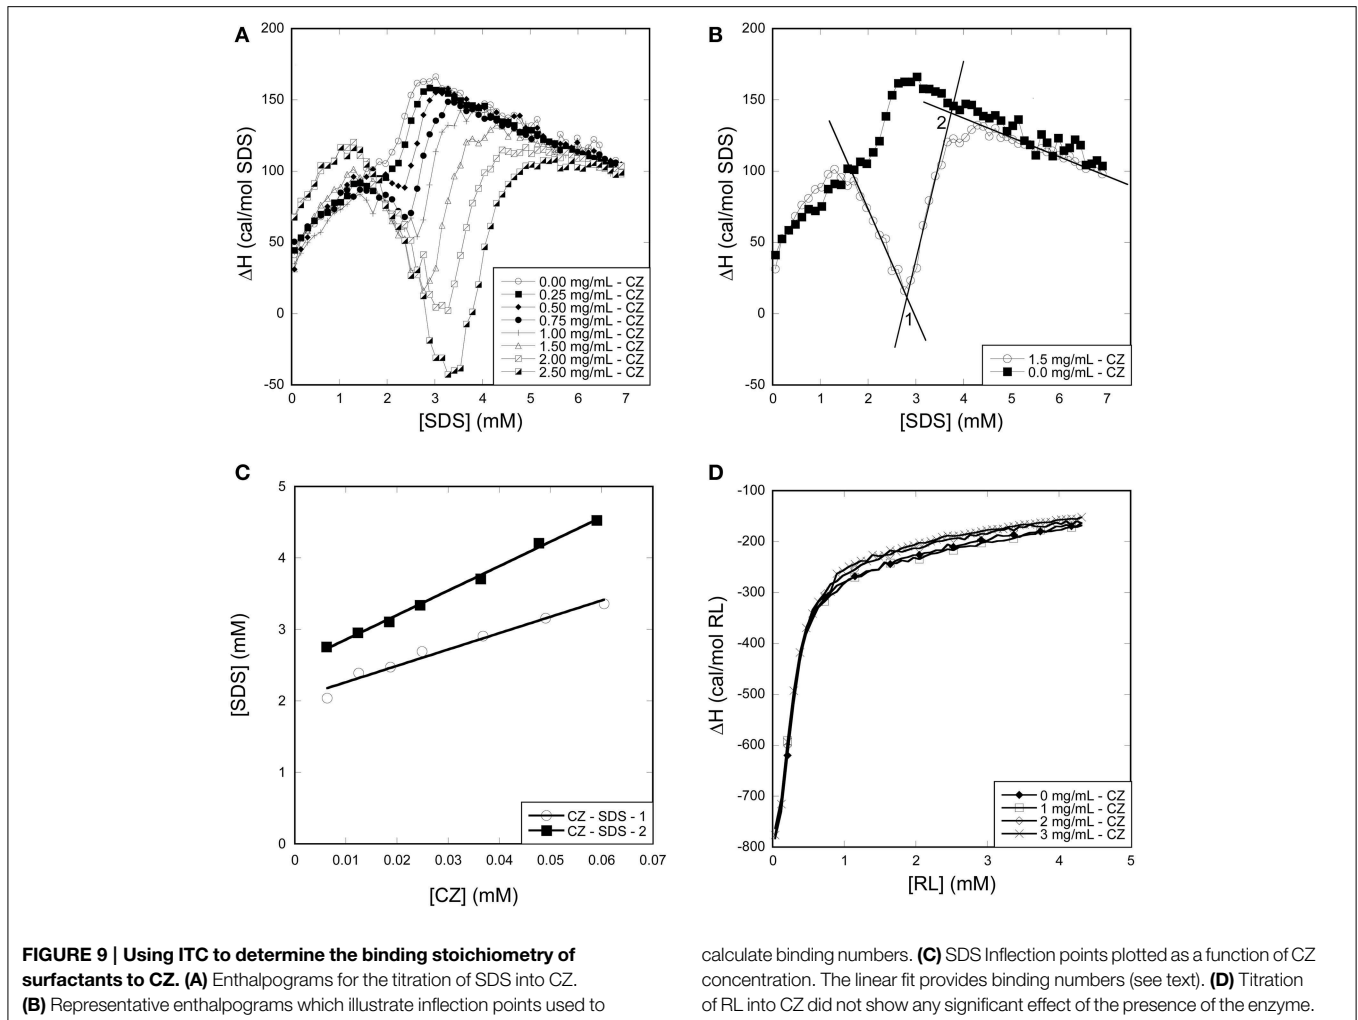 A
200
150
100
50
0
-50
ΔH (cal/mol SDS)
0 1 2 3 4 5 6 7
[SDS] (mM)
0.00 mg/mL - CZ
0.25 mg/mL - CZ
0.50 mg/mL - CZ
0.75 mg/mL - CZ
1.00 mg/mL - CZ
1.50 mg/mL - CZ
2.00 mg/mL - CZ
2.50 mg/mL - CZ
B
200
150
100
50
0
-50
ΔH (cal/mol SDS)
2
1
0 1 2 3 4 5 6 7
[SDS] (mM)
1.5 mg/mL - CZ
0.0 mg/mL - CZ
C
5
4
3
2
1
0
[SDS] (mM)
0 0.01 0.02 0.03 0.04 0.05 0.06 0.07
[CZ] (mM)
CZ - SDS - 1
CZ - SDS - 2
D
-100
-200
-300
-400
-500
-600
-700
-800
ΔH (cal/mol RL)
0 1 2 3 4 5
[RL] (mM)
0 mg/mL - CZ
1 mg/mL - CZ
2 mg/mL - CZ
3 mg/mL - CZ
FIGURE 9 | Using ITC to determine the binding stoichiometry of
surfactants to CZ. (A) Enthalpograms for the titration of SDS into CZ.
(B) Representative enthalpograms which illustrate inflection points used to
calculate binding numbers. (C) SDS Inflection points plotted as a function of CZ
concentration. The linear fit provides binding numbers (see text). (D) Titration
of RL into CZ did not show any significant effect of the presence of the enzyme.